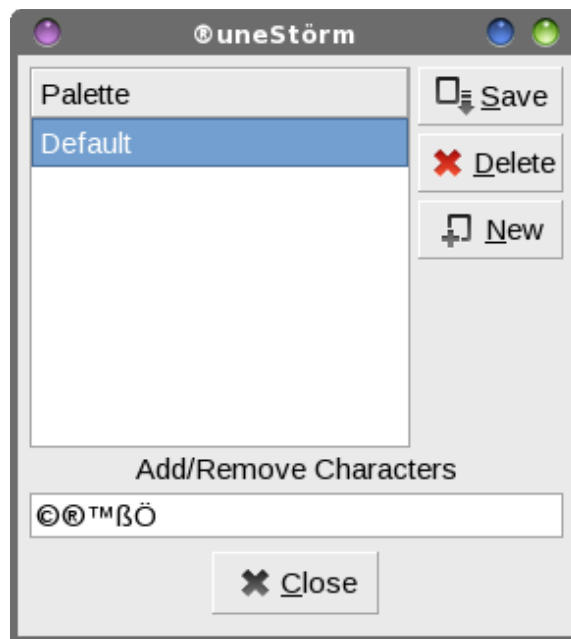 ®uneStörm
Palette
Default
Save
Delete
New
Add/Remove Characters
©®™ßÖ
Close